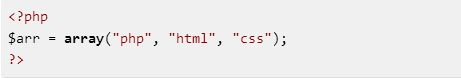 <?php
$arr = array("php", "html", "css");
?>